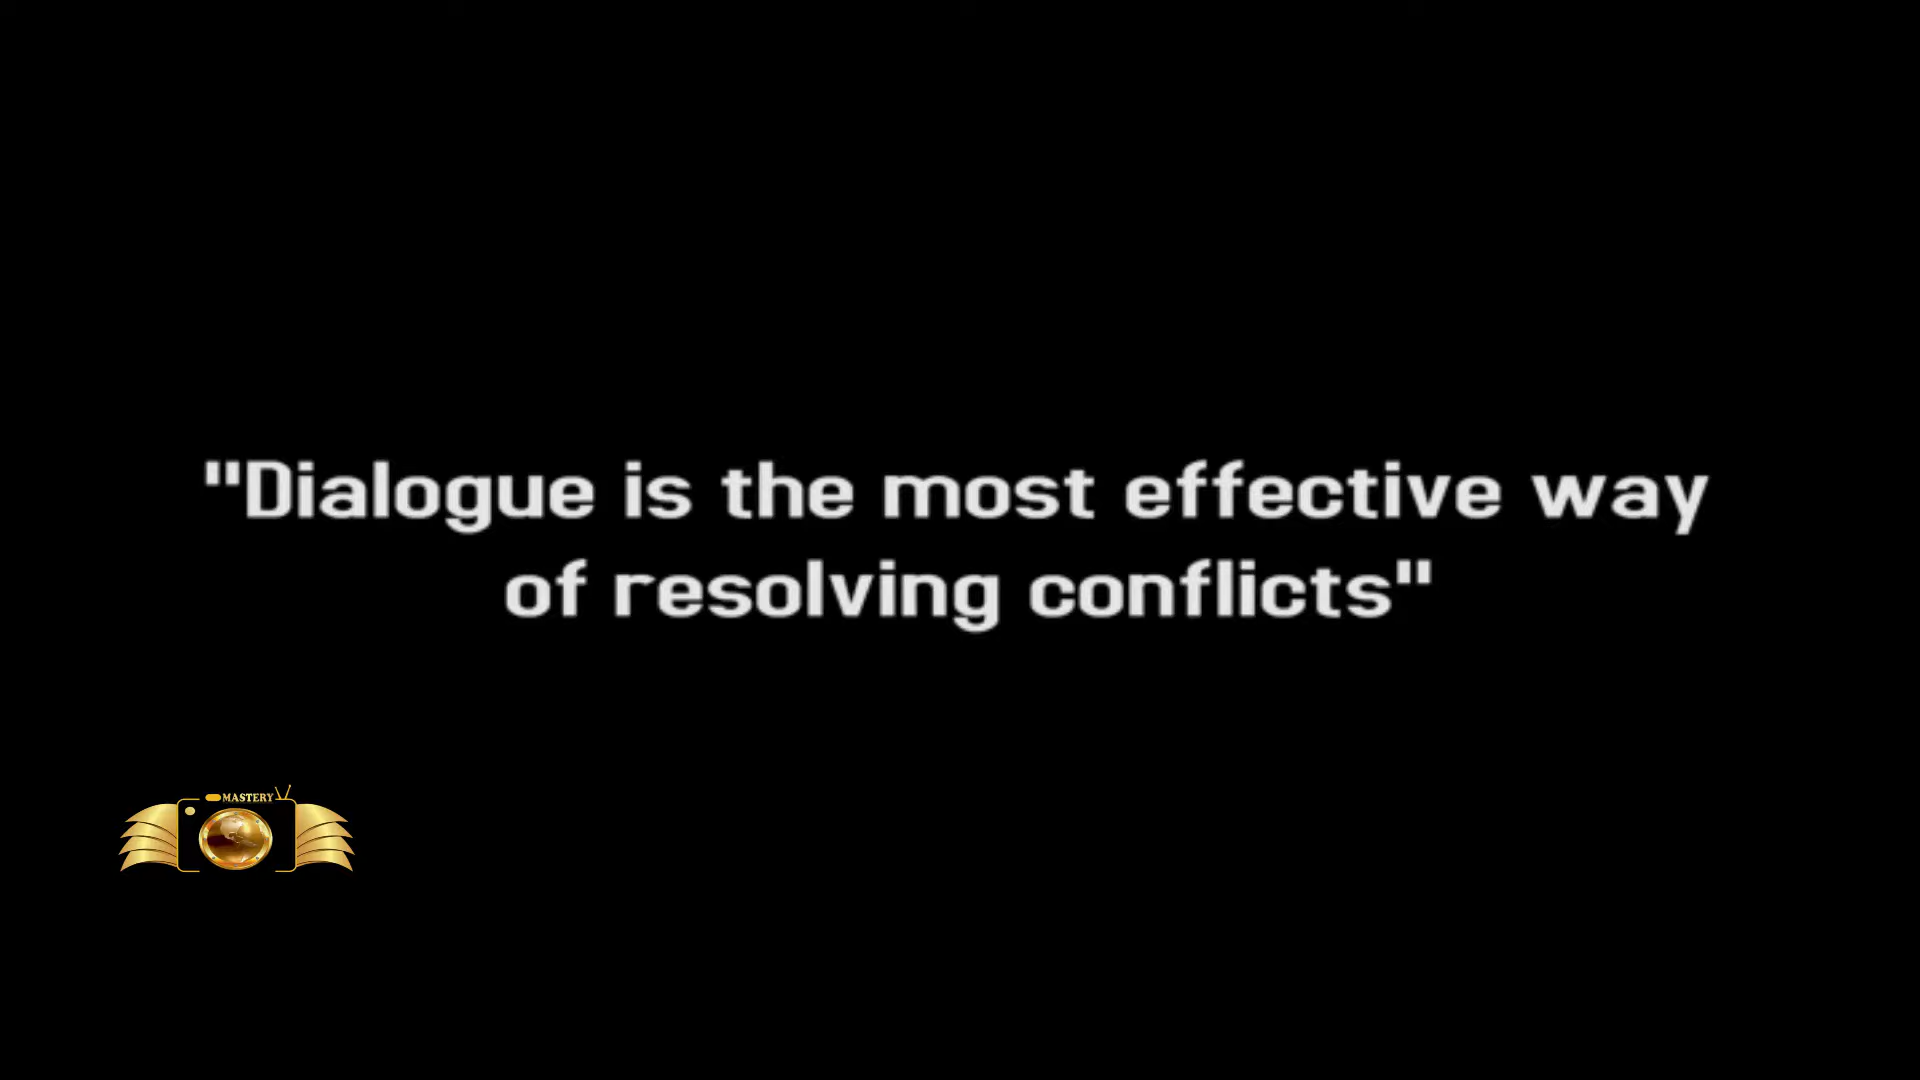 "Dialogue is the most effective way
of resolving conflicts"
MASTERY